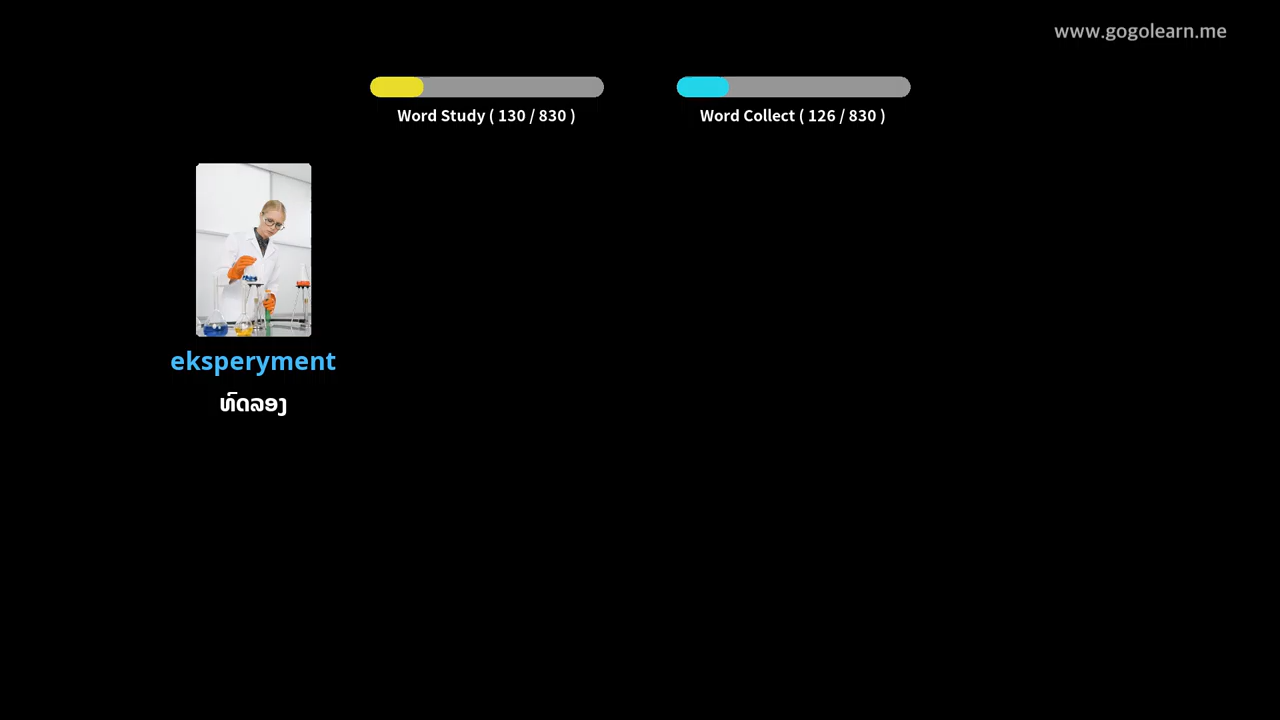 www.gogolearn.me
Word Study ( 130 / 830 )
Word Collect ( 126 / 830 )
eksperyment
ທົດລອງ